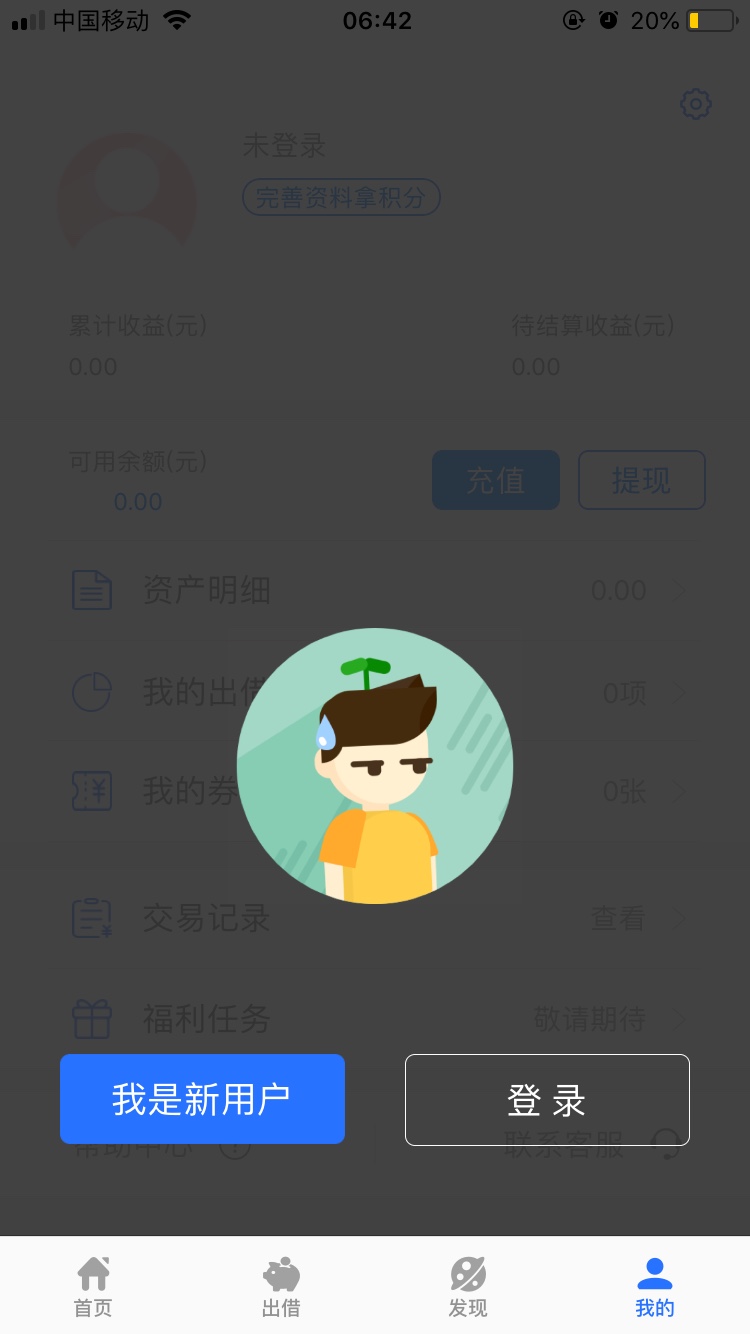 中国移动 06:42 20%
未登录
完善资料拿积分
累计收益(元) 待结算收益(元)
0.00 0.00
可用余额(元)
0.00
充值 提现
资产明细 0.00
我的出借 0项
我的券 0张
交易记录 查看
福利任务 敬请期待
我是新用户 登 录
帮助中心 联系客服
首页 出借 发现 我的